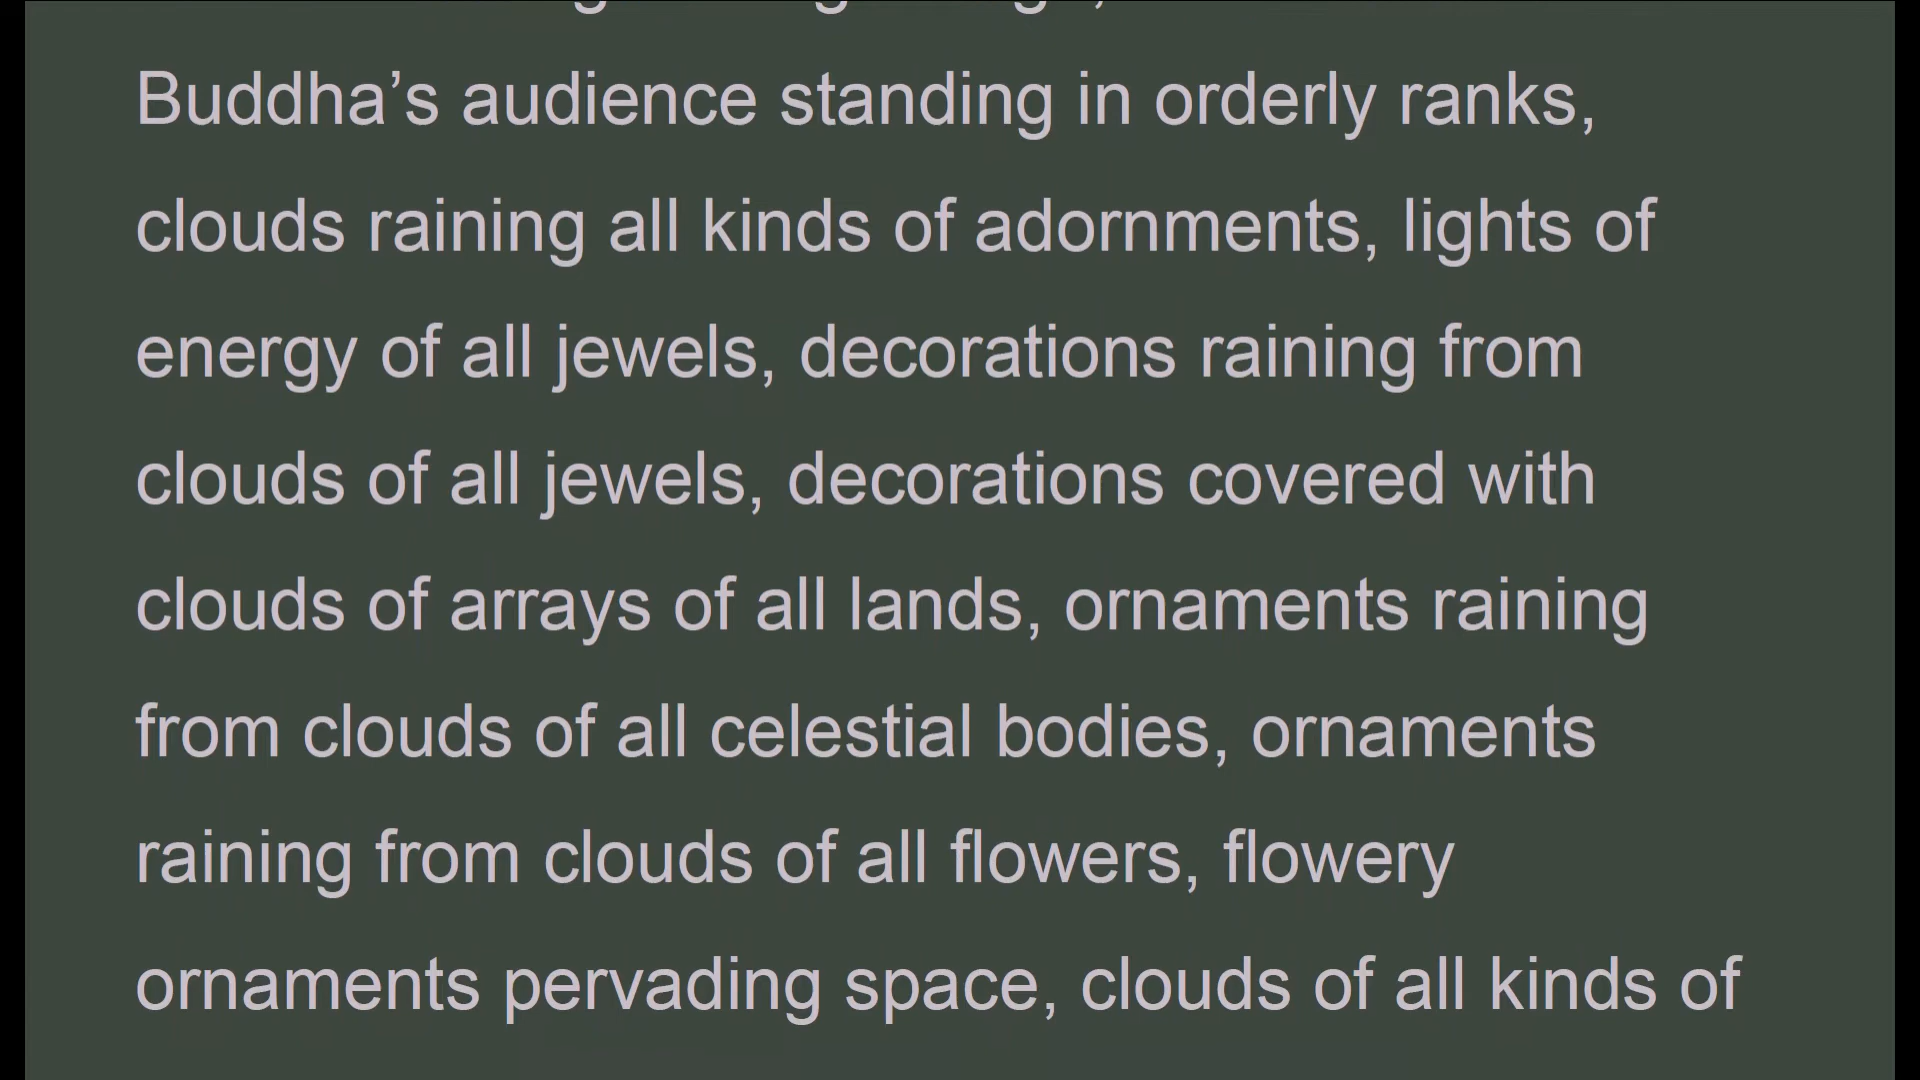 Buddha’s audience standing in orderly ranks,
clouds raining all kinds of adornments, lights of
energy of all jewels, decorations raining from
clouds of all jewels, decorations covered with
clouds of arrays of all lands, ornaments raining
from clouds of all celestial bodies, ornaments
raining from clouds of all flowers, flowery
ornaments pervading space, clouds of all kinds of